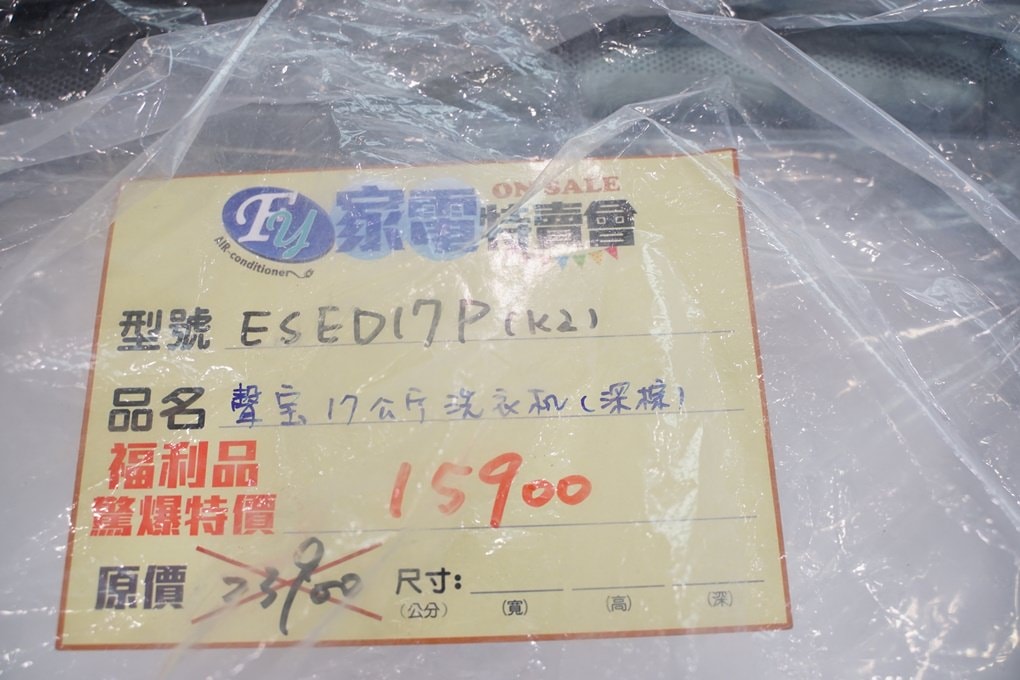 ON SALE
Fy 家電特賣會
AIR-conditioner
型號 ESED17P(K2)
品名 聲宝 17公斤洗衣机(深棕)
福利品
驚爆特價 15900
原價 23900 尺寸:
(公分) (寬) (高) (深)